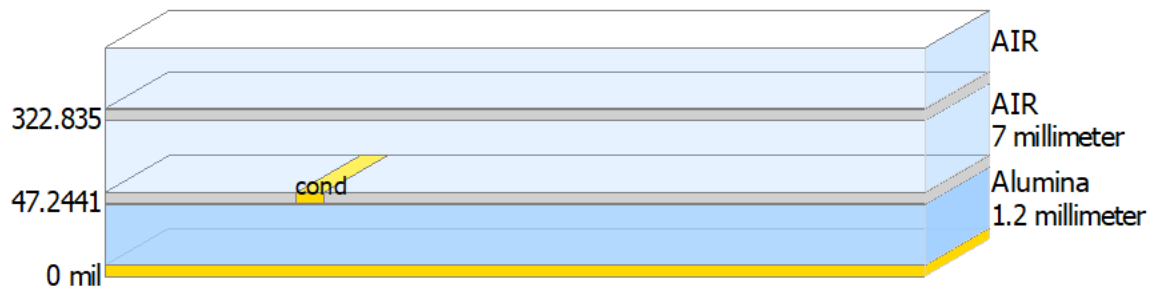 AIR
322.835
AIR
7 millimeter
cond
47.2441
Alumina
1.2 millimeter
0 mil